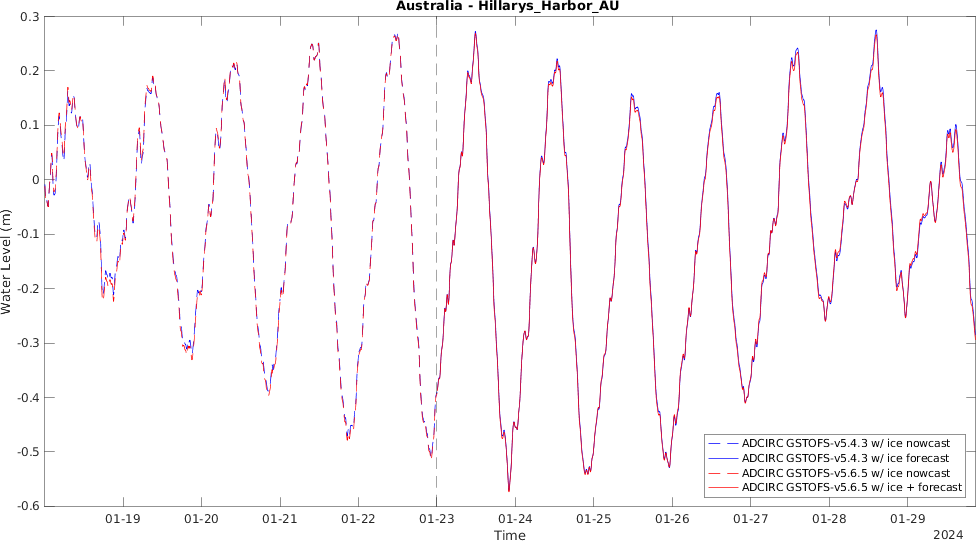 Australia - Hillarys_Harbor_AU
0.3
0.2
0.1
0
-0.1
-0.2
-0.3
-0.4
-0.5
-0.6
Water Level (m)
01-19 01-20 01-21 01-22 01-23 01-24 01-25 01-26 01-27 01-28 01-29
Time
2024
ADCIRC GSTOFS-v5.4.3 w/ ice nowcast
ADCIRC GSTOFS-v5.4.3 w/ ice forecast
ADCIRC GSTOFS-v5.6.5 w/ ice nowcast
ADCIRC GSTOFS-v5.6.5 w/ ice + forecast